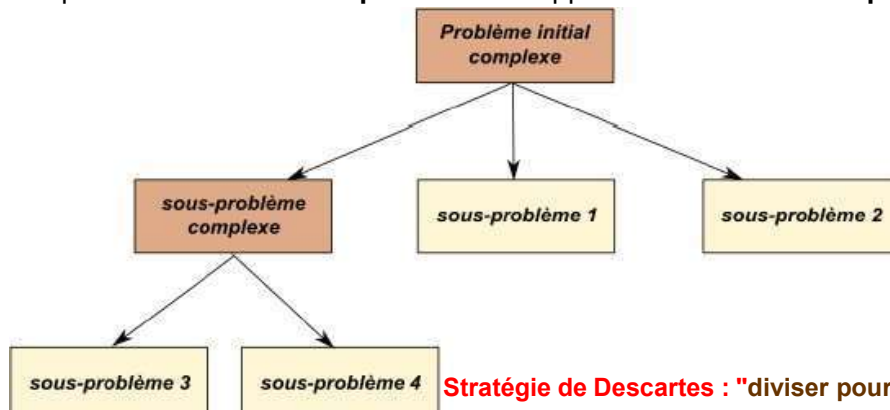 Problème initial
complexe
sous-problème
complexe
sous-problème 1
sous-problème 2
sous-problème 3
sous-problème 4
Stratégie de Descartes : "diviser pour